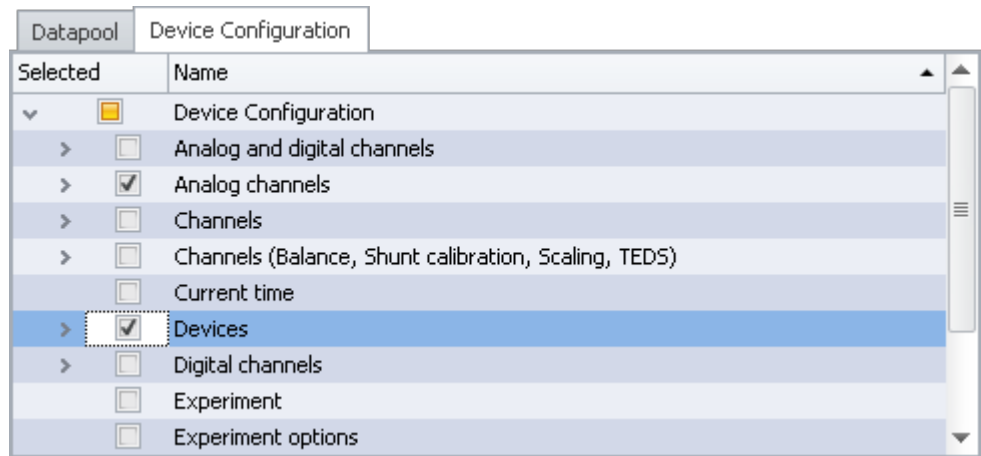 Datapool Device Configuration
Selected Name
Device Configuration
Analog and digital channels
Analog channels
Channels
Channels (Balance, Shunt calibration, Scaling, TEDS)
Current time
Devices
Digital channels
Experiment
Experiment options